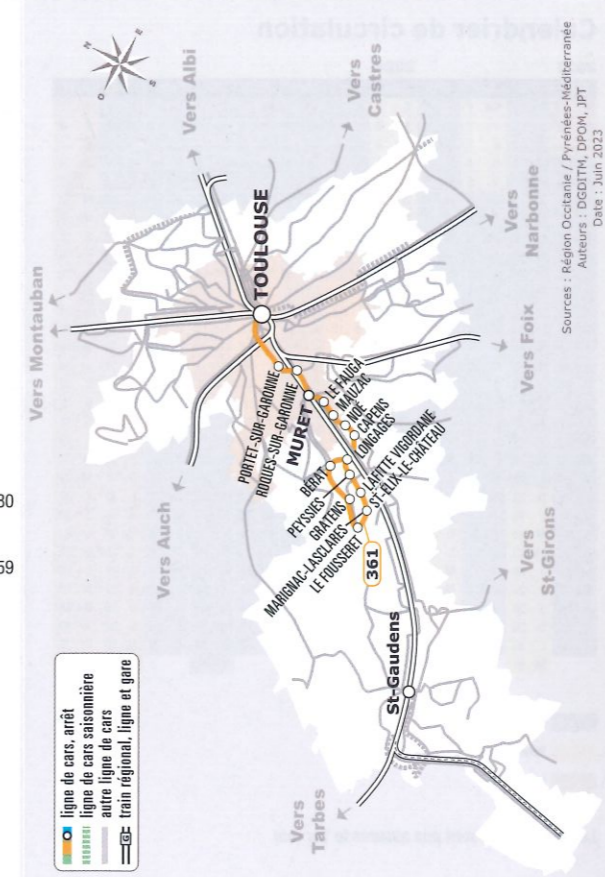 Calendrier de circulation
ligne de cars, arrêt
ligne de cars saisonnière
autre ligne de cars
train régional, ligne et gare
Vers Montauban
Vers Albi
Vers
Castres
Vers Auch
TOULOUSE
PORTET-SUR-GARONNE
ROQUES-SUR-GARONNE
MURET
LE FAUGA
MAUZAC
NOÉ
CAPENS
LONGAGES
BÉRAT
PEYSSIES
GRATENS
LAFITTE VIGORDANE
ST-ÉLIX-LE-CHÂTEAU
MARIGNAC-LASCLARES
LE FOUSSERET
361
St-Gaudens
Vers
Tarbes
Vers
St-Girons
Vers Foix
Vers
Narbonne
N
E
S
O
Sources : Région Occitanie / Pyrénées-Méditerranée
Auteurs : DGDITM, DPOM, JPT
Date : Juin 2023
30
59